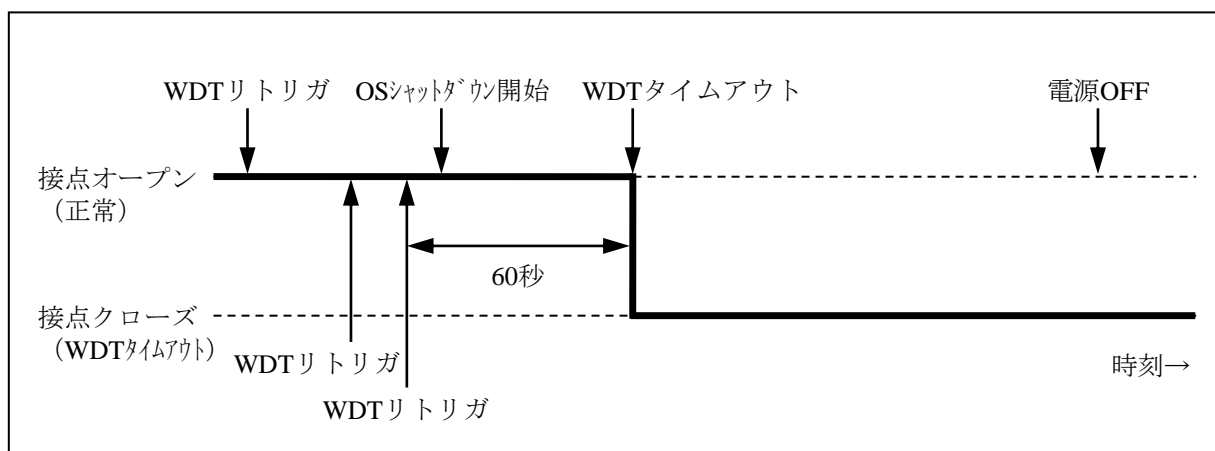 WDTリトリガ
OSｼｬｯﾄﾀﾞｳﾝ開始
WDTタイムアウト
電源OFF
接点オープン
（正常）
60秒
接点クローズ
（WDTﾀｲﾑｱｳﾄ）
WDTリトリガ
時刻→
WDTリトリガ